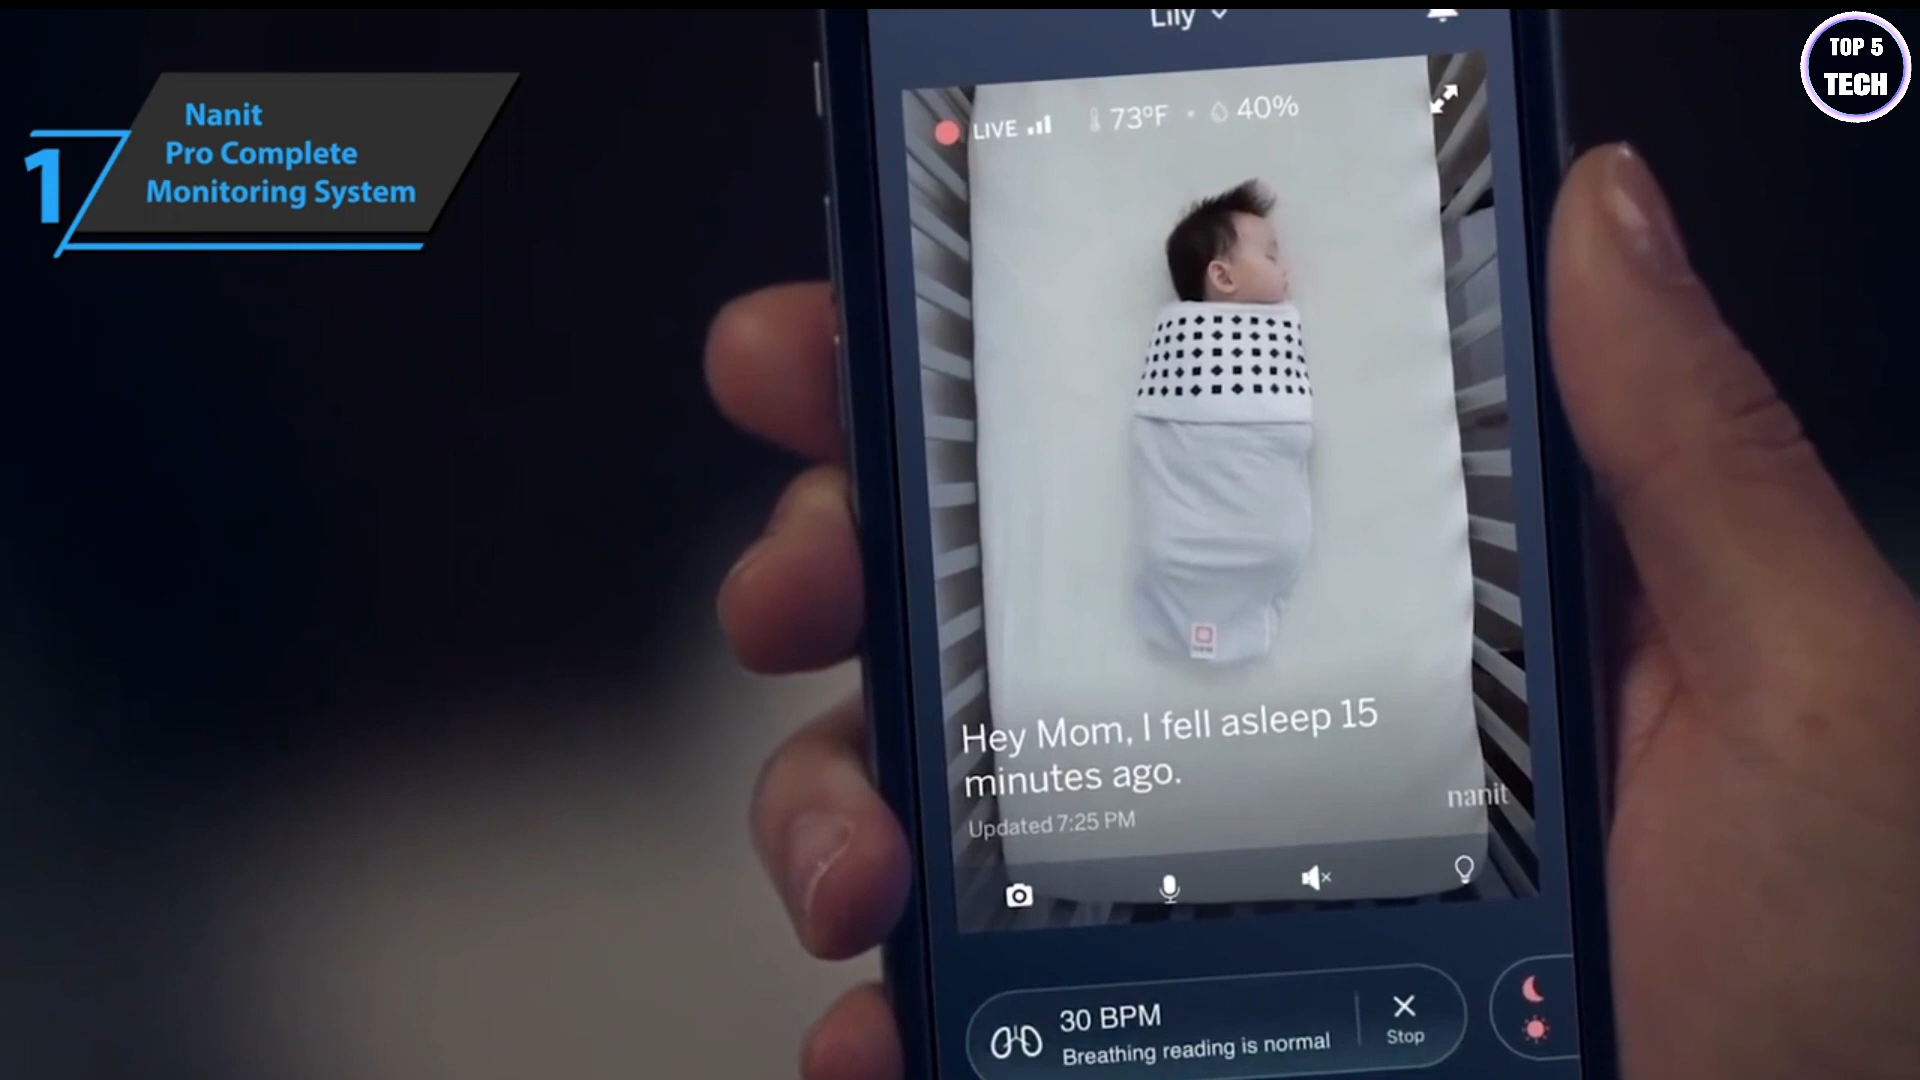 Lily
TOP 5
TECH
1
Nanit
Pro Complete
Monitoring System
LIVE
73°F
40%
Hey Mom, I fell asleep 15
minutes ago.
Updated 7:25 PM
nanit
30 BPM
Breathing reading is normal
Stop